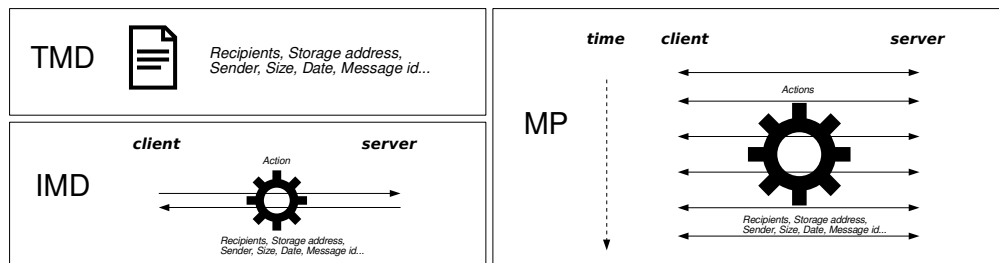 TMD
Recipients, Storage address,
Sender, Size, Date, Message id...
IMD
client server
Action
Recipients, Storage address,
Sender, Size, Date, Message id...
MP
time client server
Actions
Recipients, Storage address,
Sender, Size, Date, Message id...